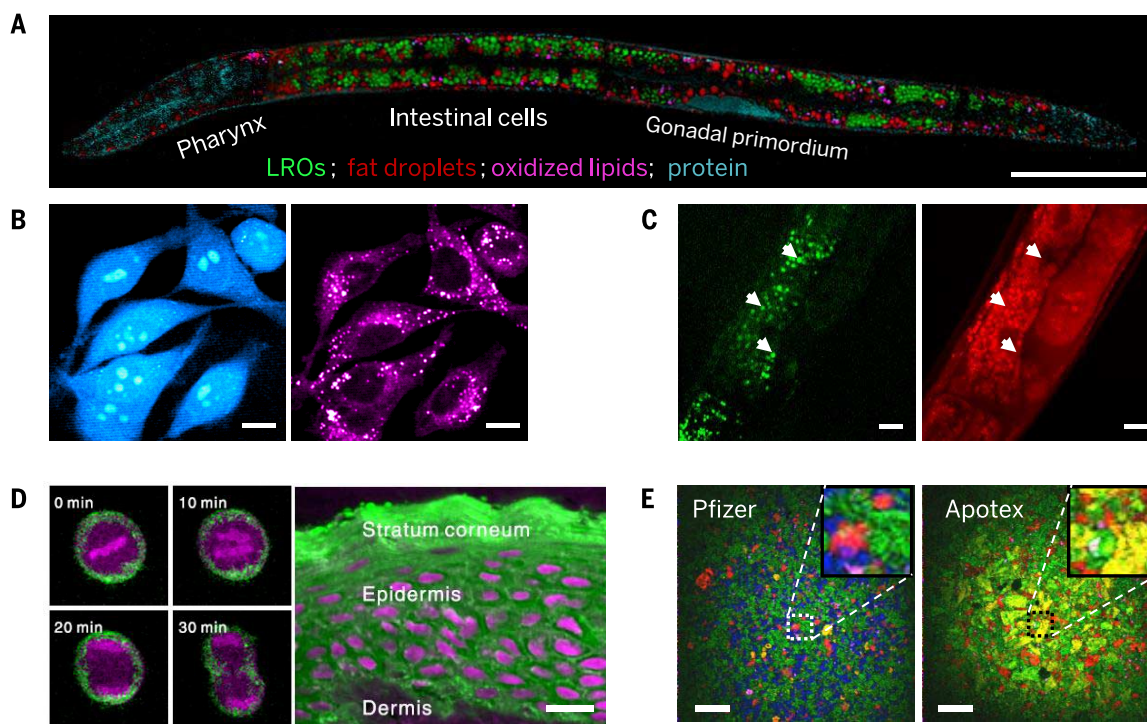 A
Pharynx
Intestinal cells
Gonadal primordium
LROs; fat droplets; oxidized lipids; protein
B
C
D
0 min
10 min
20 min
30 min
Stratum corneum
Epidermis
Dermis
E
Pfizer
Apotex